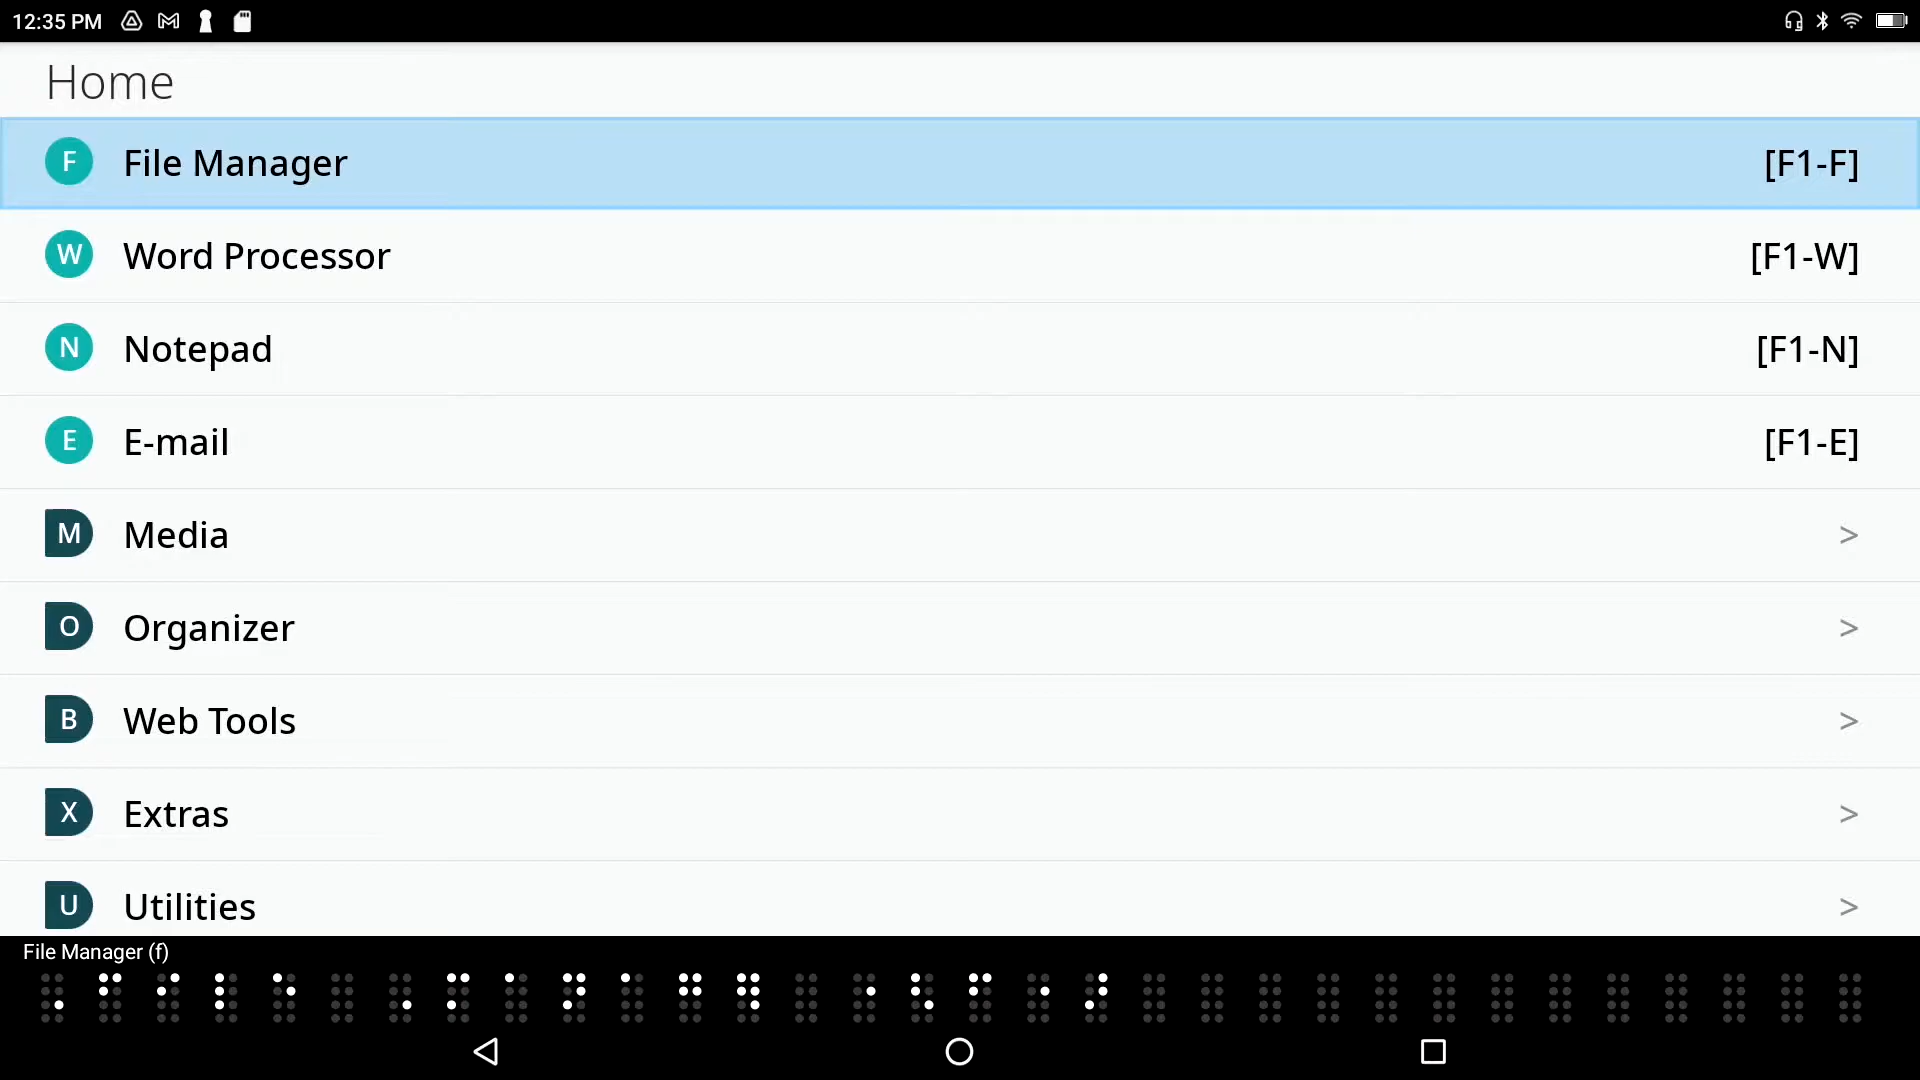 12:35 PM
Home
F File Manager [F1-F]
W Word Processor [F1-W]
N Notepad [F1-N]
E E-mail [F1-E]
M Media >
O Organizer >
B Web Tools >
X Extras >
U Utilities >
File Manager (f)
⠠⠋⠊⠇⠑⠀⠠⠍⠁⠝⠁⠛⠻⠀⠐⠣⠋⠐⠜